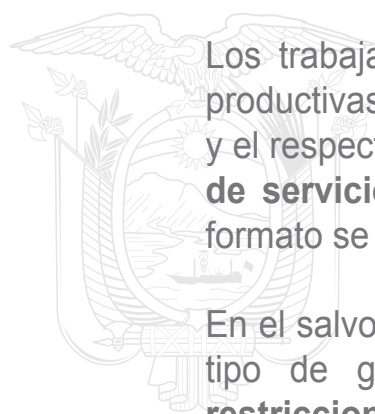 Los trabaja
productivas
y el respect
de servicio
formato se
En el salvo
tipo de g
restriccion